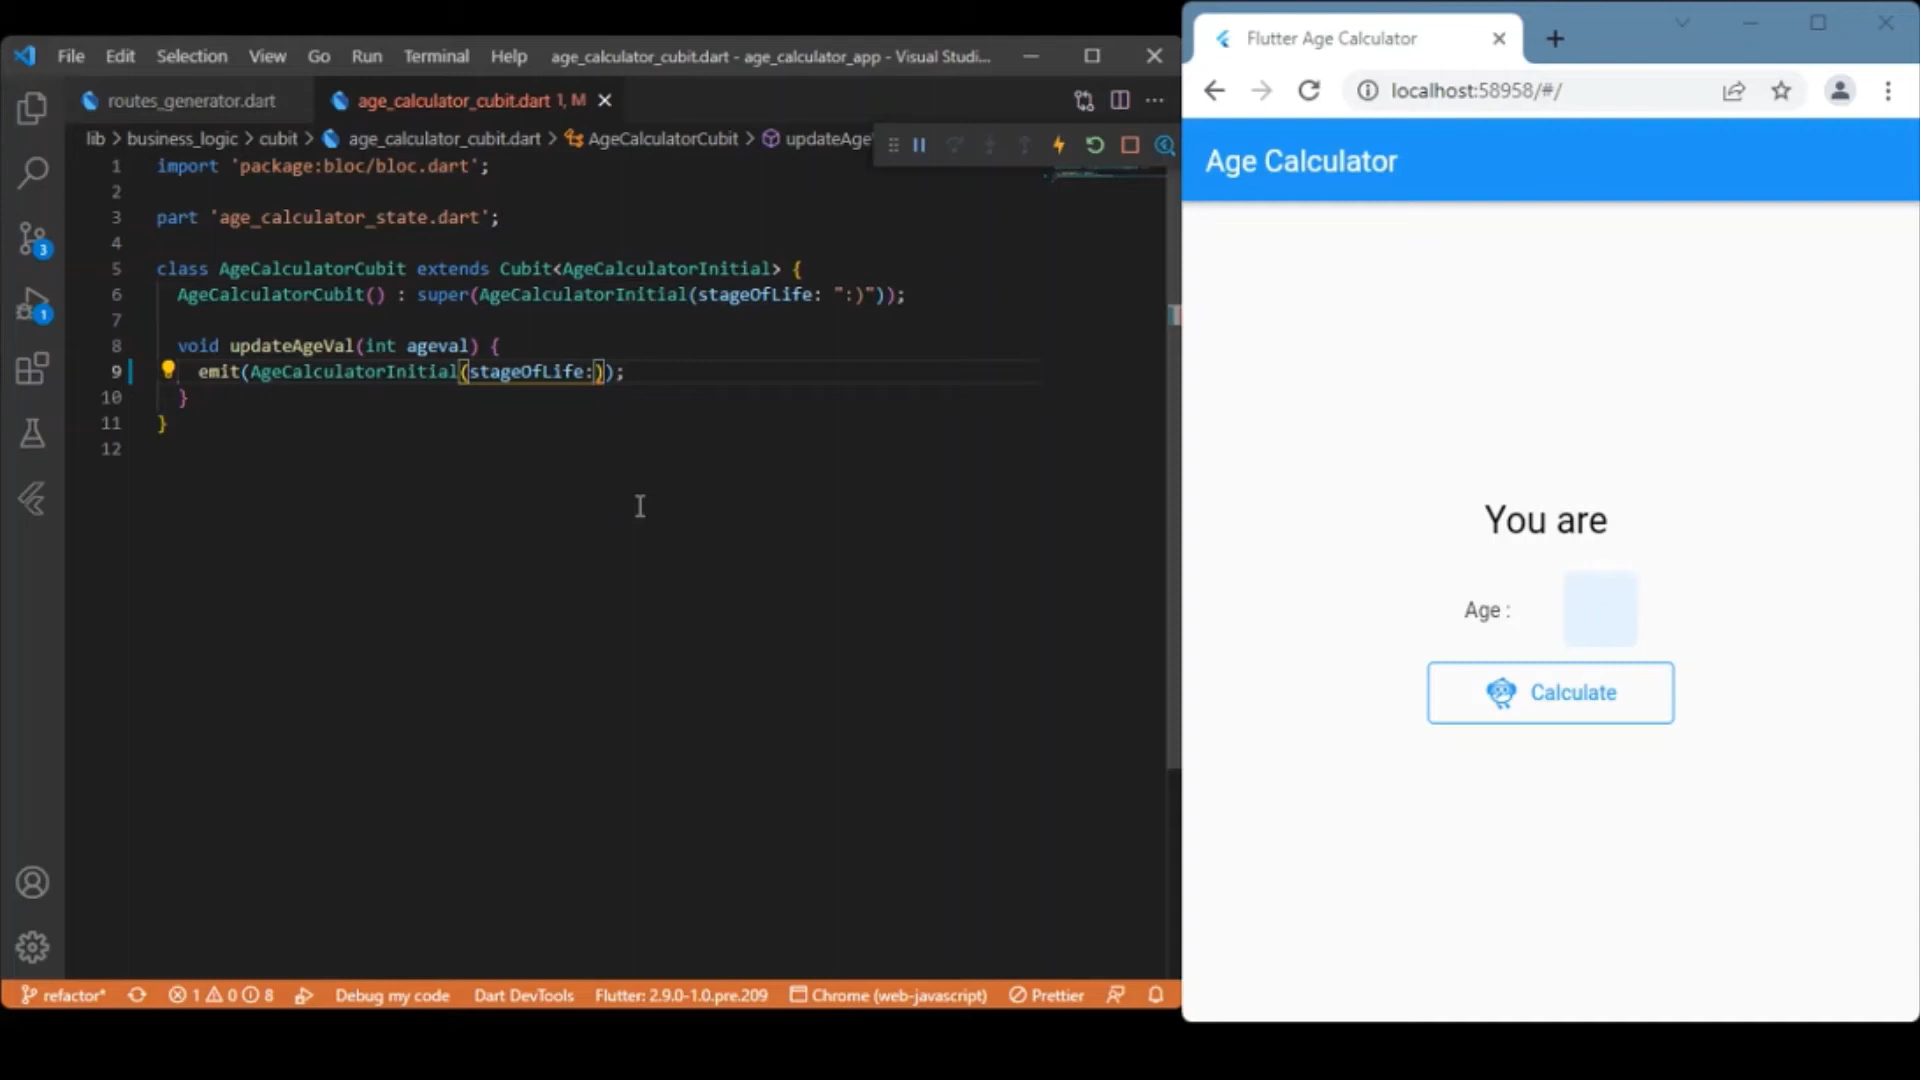 File Edit Selection View Go Run Terminal Help age_calculator_cubit.dart - age_calculator_app - Visual Studi...
routes_generator.dart age_calculator_cubit.dart 1, M
lib > business_logic > cubit > age_calculator_cubit.dart > AgeCalculatorCubit > updateAge
1 import 'package:bloc/bloc.dart';
2
3 part 'age_calculator_state.dart';
4
5 class AgeCalculatorCubit extends Cubit<AgeCalculatorInitial> {
6 AgeCalculatorCubit() : super(AgeCalculatorInitial(stageOfLife: ":)"));
7
8 void updateAgeVal(int ageval) {
9 emit(AgeCalculatorInitial(stageOfLife:));
10 }
11 }
12
3
1
refactor* 1 0 8 Debug my code Dart DevTools Flutter: 2.9.0-1.0.pre.209 Chrome (web-javascript) Prettier
Flutter Age Calculator
localhost:58958/#/
Age Calculator
You are
Age :
Calculate